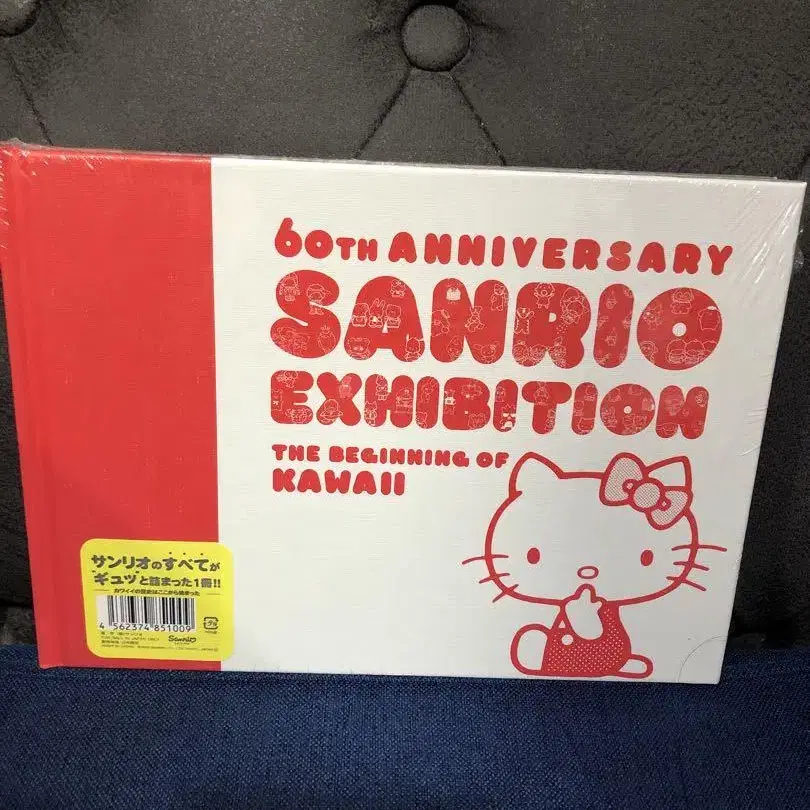 60TH ANNIVERSARY
SANRIO
EXHIBITION
THE BEGINNING OF
KAWAII
サンリオのすべてが
"ギュッ"と詰まった1冊!!
カワイイの歴史はここから始まった
4 562374 851009
Sanrio